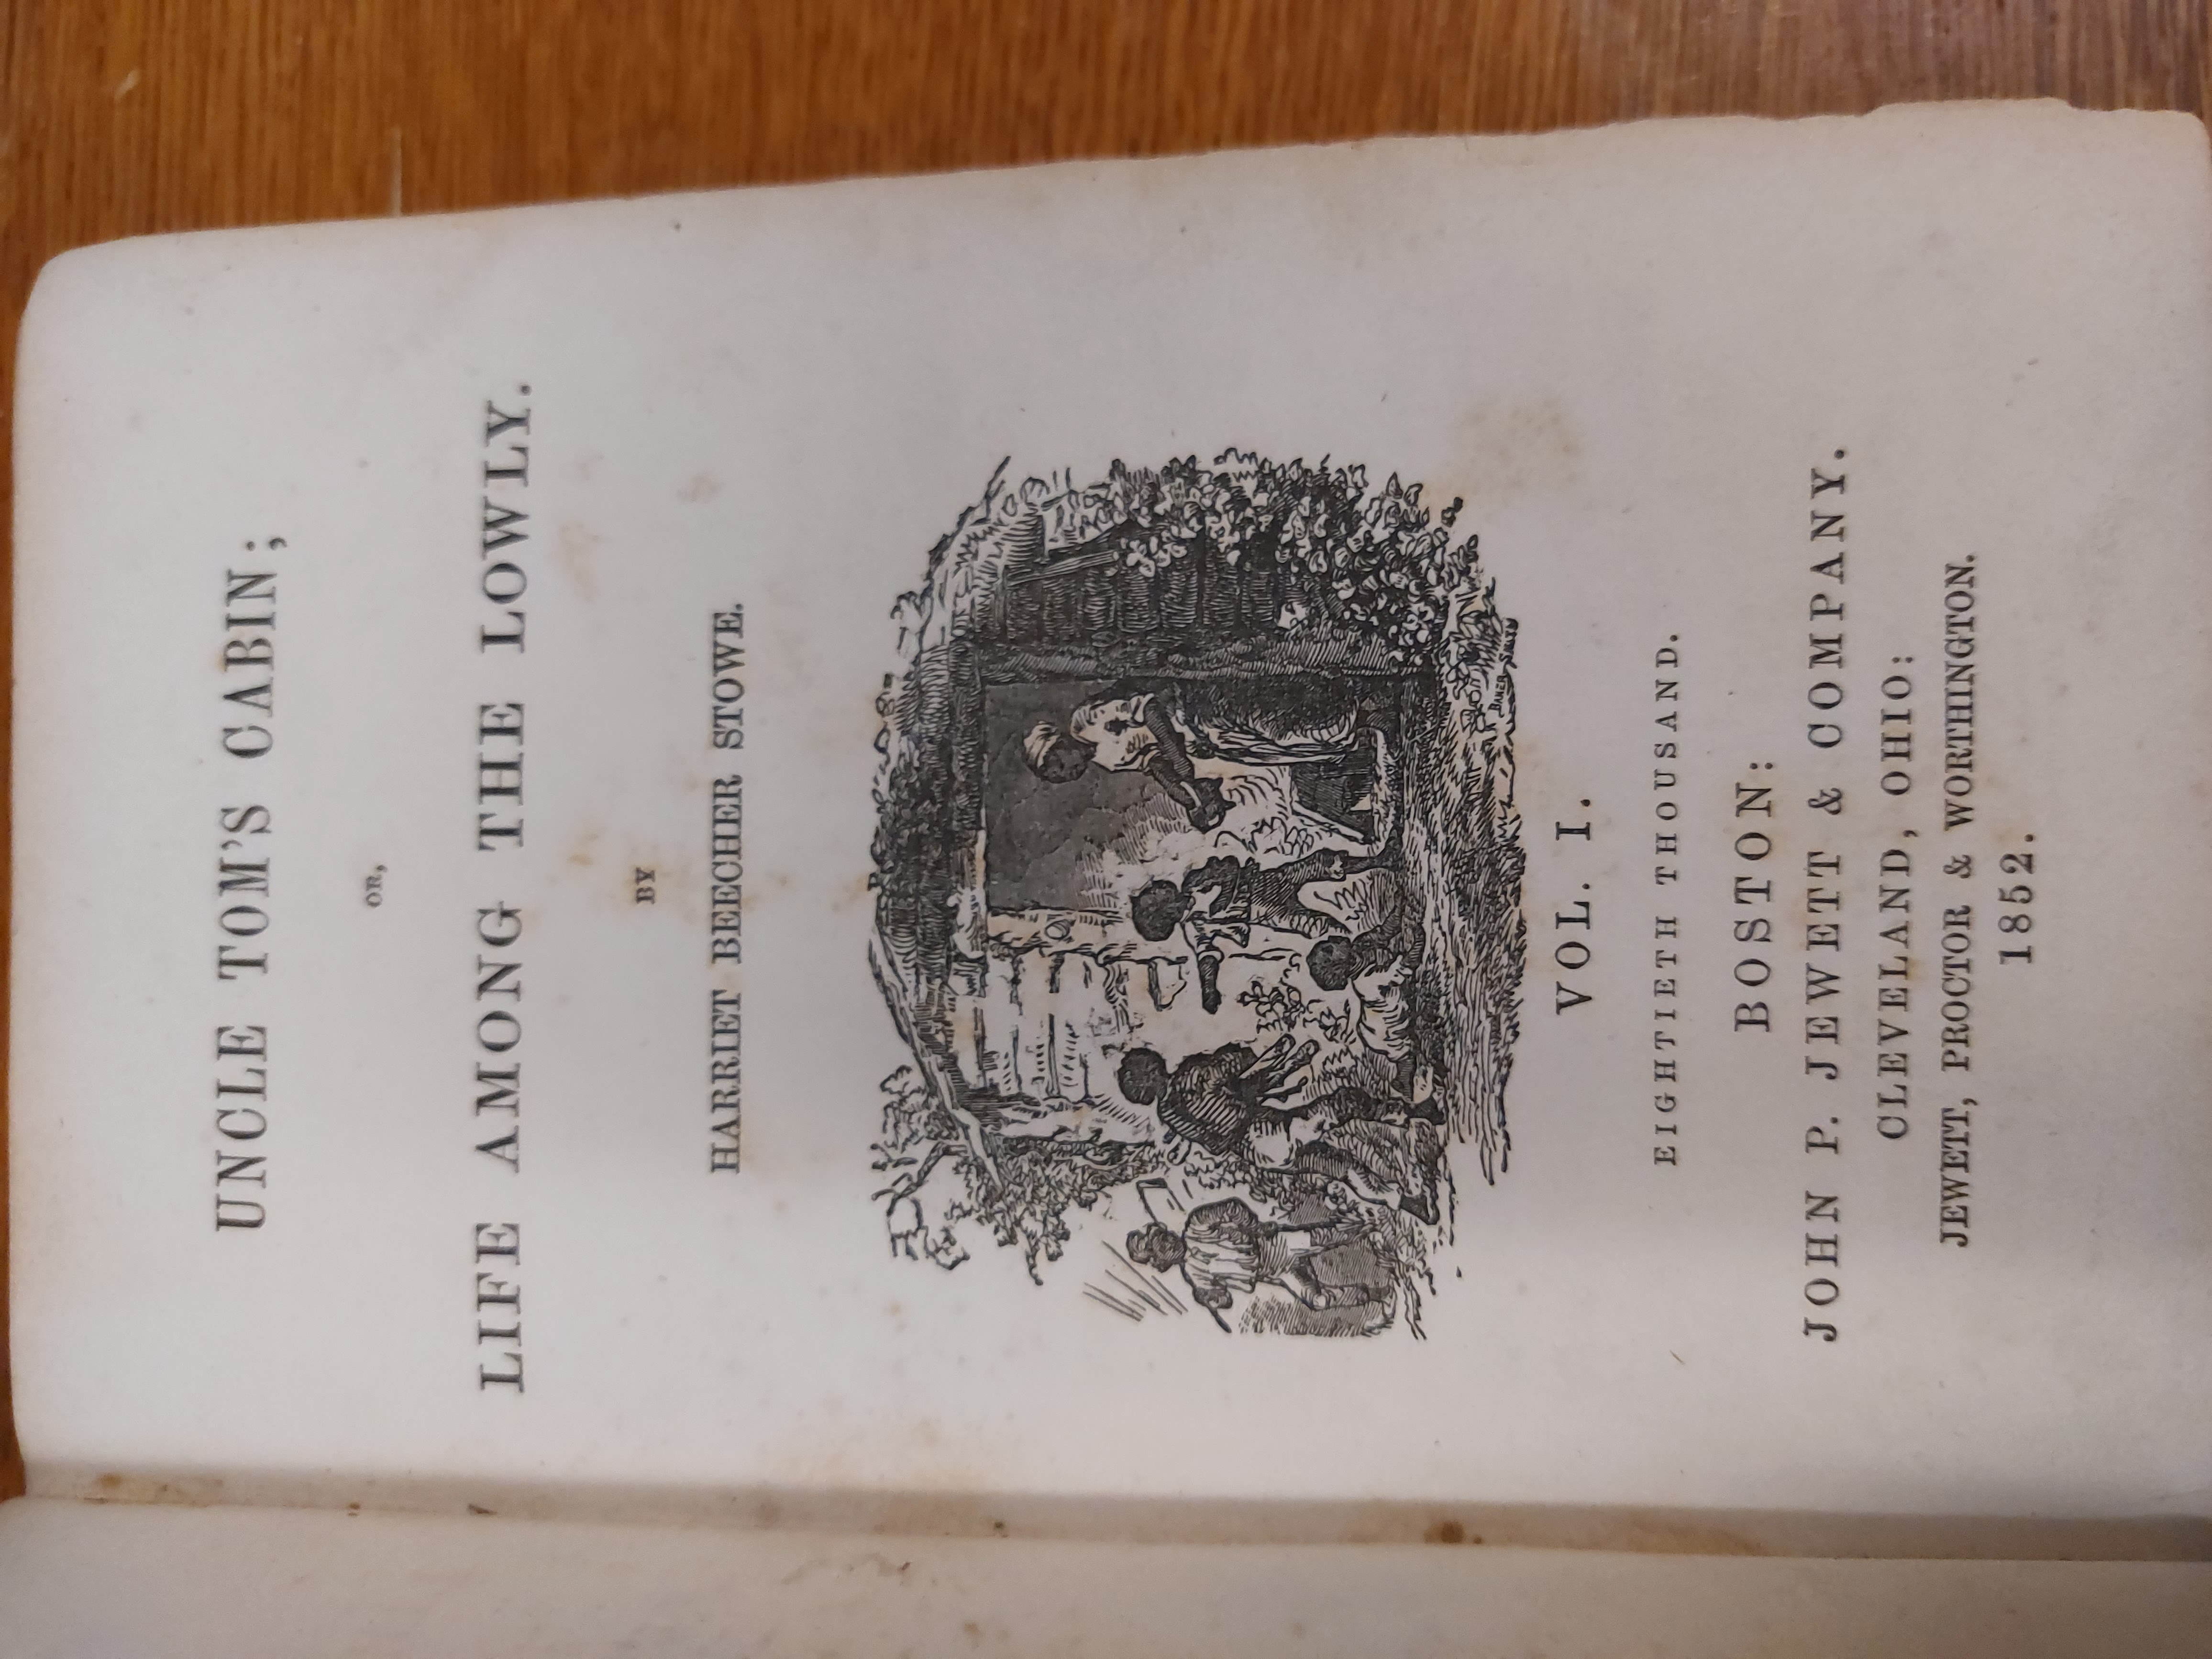 UNCLE TOM'S CABIN;
OR,
LIFE AMONG THE LOWLY.
BY
HARRIET BEECHER STOWE.
BAKER
VOL. I.
EIGHTIETH THOUSAND.
BOSTON:
JOHN P. JEWETT & COMPANY.
CLEVELAND, OHIO:
JEWETT, PROCTOR & WORTHINGTON.
1852.